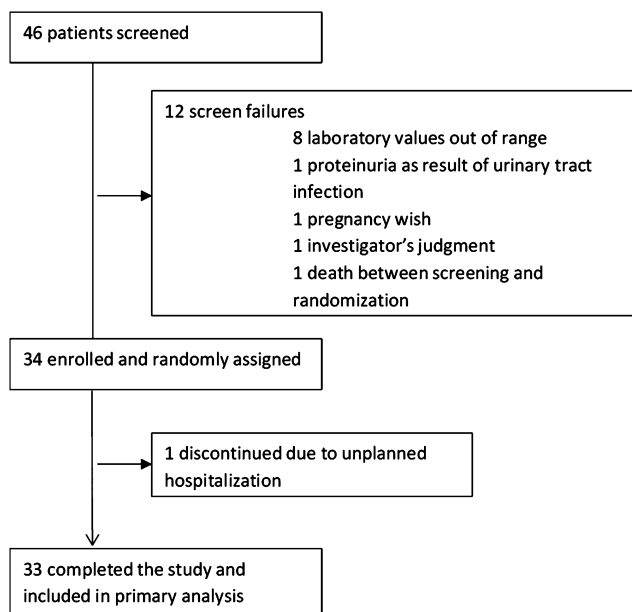 46 patients screened
12 screen failures
8 laboratory values out of range
1 proteinuria as result of urinary tract
infection
1 pregnancy wish
1 investigator's judgment
1 death between screening and
randomization
34 enrolled and randomly assigned
1 discontinued due to unplanned
hospitalization
33 completed the study and
included in primary analysis